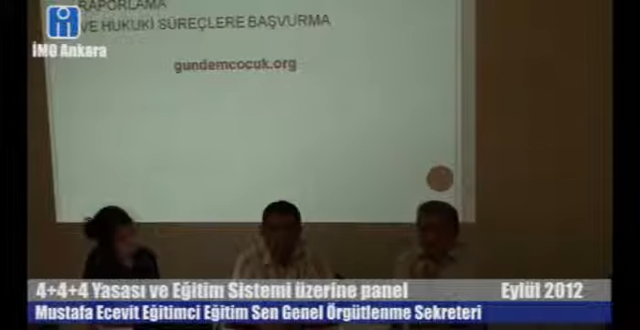 RAPORLAMA
VE HUKUKİ SÜREÇLERE BAŞVURMA
İMO Ankara
gundemcocuk.org
4+4+4 Yasası ve Eğitim Sistemi üzerine panel Eylül 2012
Mustafa Ecevit Eğitimci Eğitim Sen Genel Örgütlenme Sekreteri